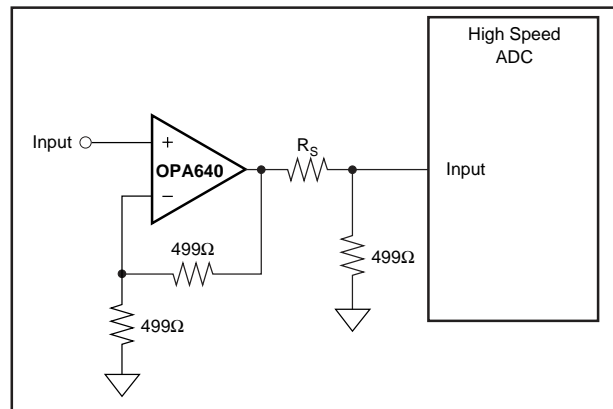 High Speed
ADC
Input
+
OPA640
−
R_S
Input
499Ω
499Ω
499Ω